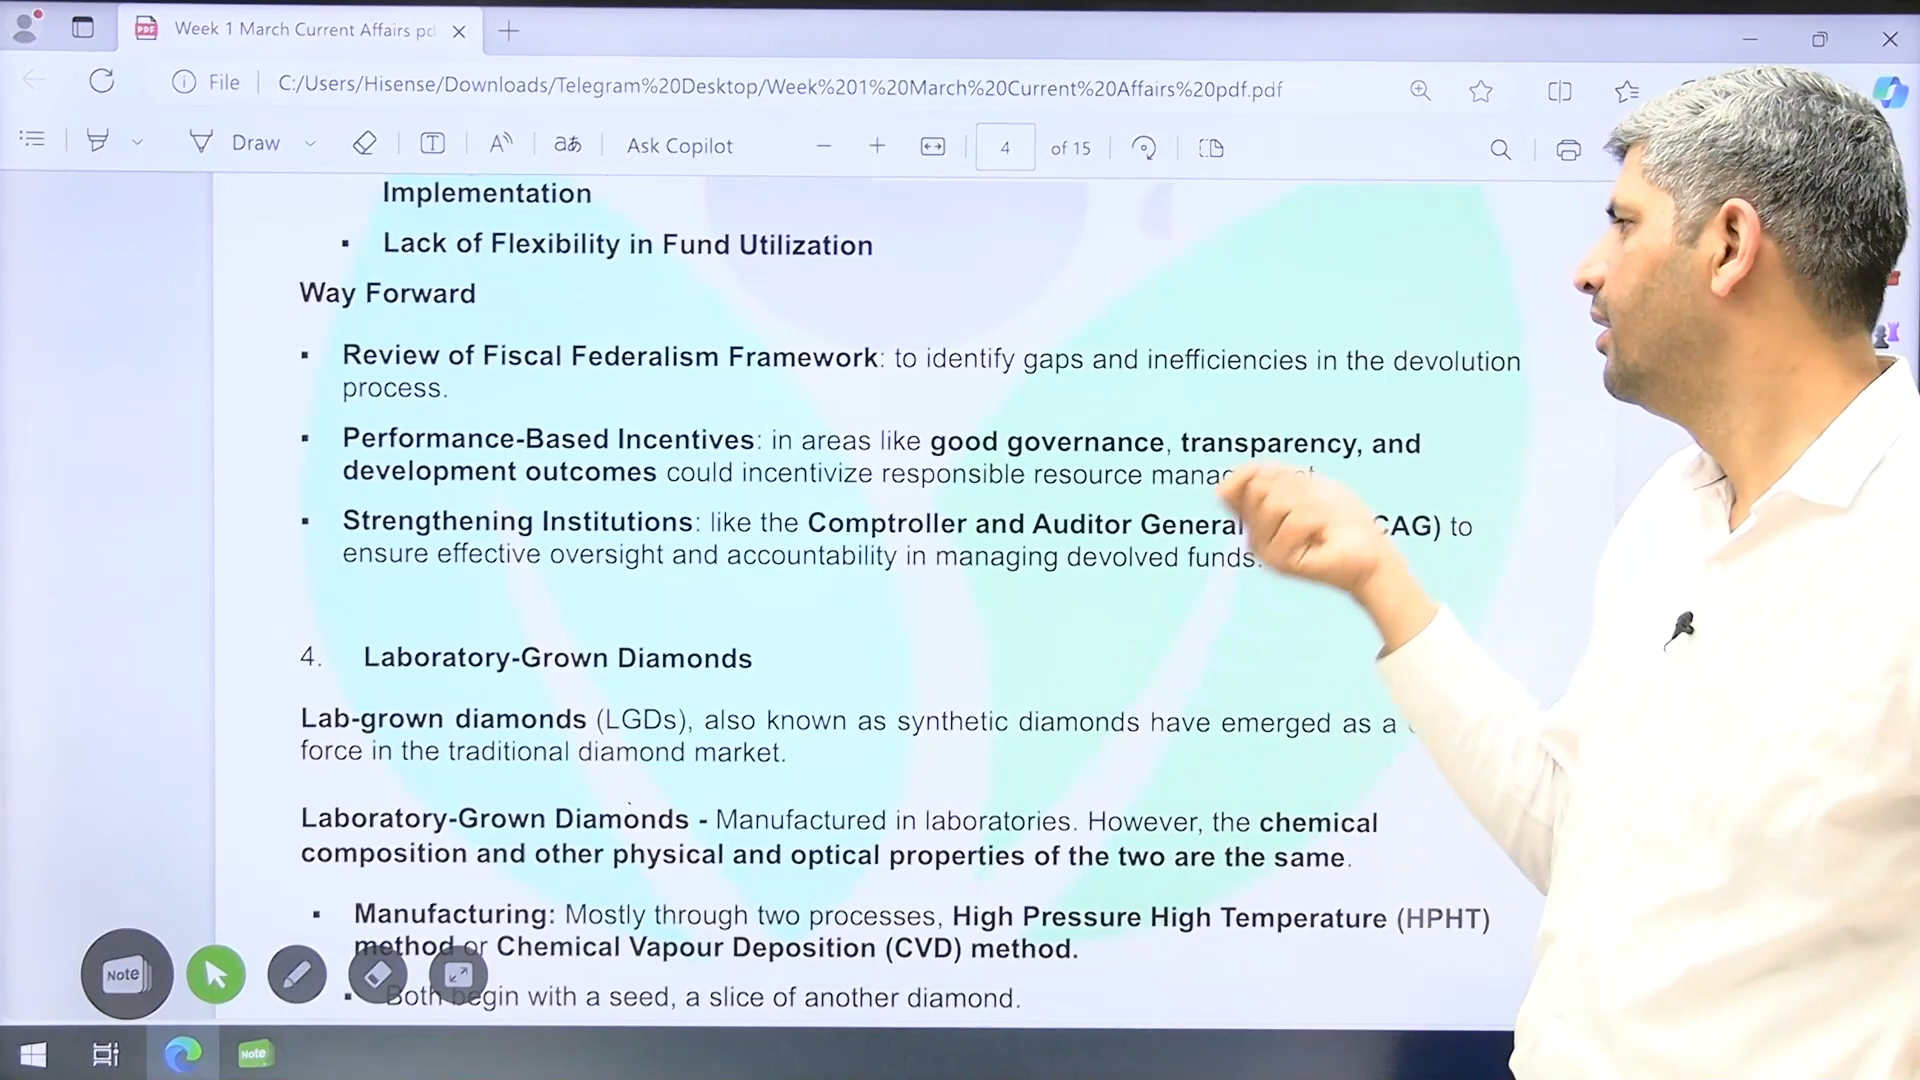 Week 1 March Current Affairs pd
File
C:/Users/Hisense/Downloads/Telegram%20Desktop/Week%201%20March%20Current%20Affairs%20pdf.pdf
Draw
Ask Copilot
4 of 15
Implementation
▪ Lack of Flexibility in Fund Utilization
Way Forward
▪ Review of Fiscal Federalism Framework: to identify gaps and inefficiencies in the devolution
process.
▪ Performance-Based Incentives: in areas like good governance, transparency, and
development outcomes could incentivize responsible resource
▪ Strengthening Institutions: like the Comptroller and Auditor General CAG) to
ensure effective oversight and accountability in managing devolved funds.
4. Laboratory-Grown Diamonds
Lab-grown diamonds (LGDs), also known as synthetic diamonds have emerged as a
force in the traditional diamond market.
Laboratory-Grown Diamonds - Manufactured in laboratories. However, the chemical
composition and other physical and optical properties of the two are the same.
▪ Manufacturing: Mostly through two processes, High Pressure High Temperature (HPHT)
method or Chemical Vapour Deposition (CVD) method.
▪ Both begin with a seed, a slice of another diamond.
Note
Note